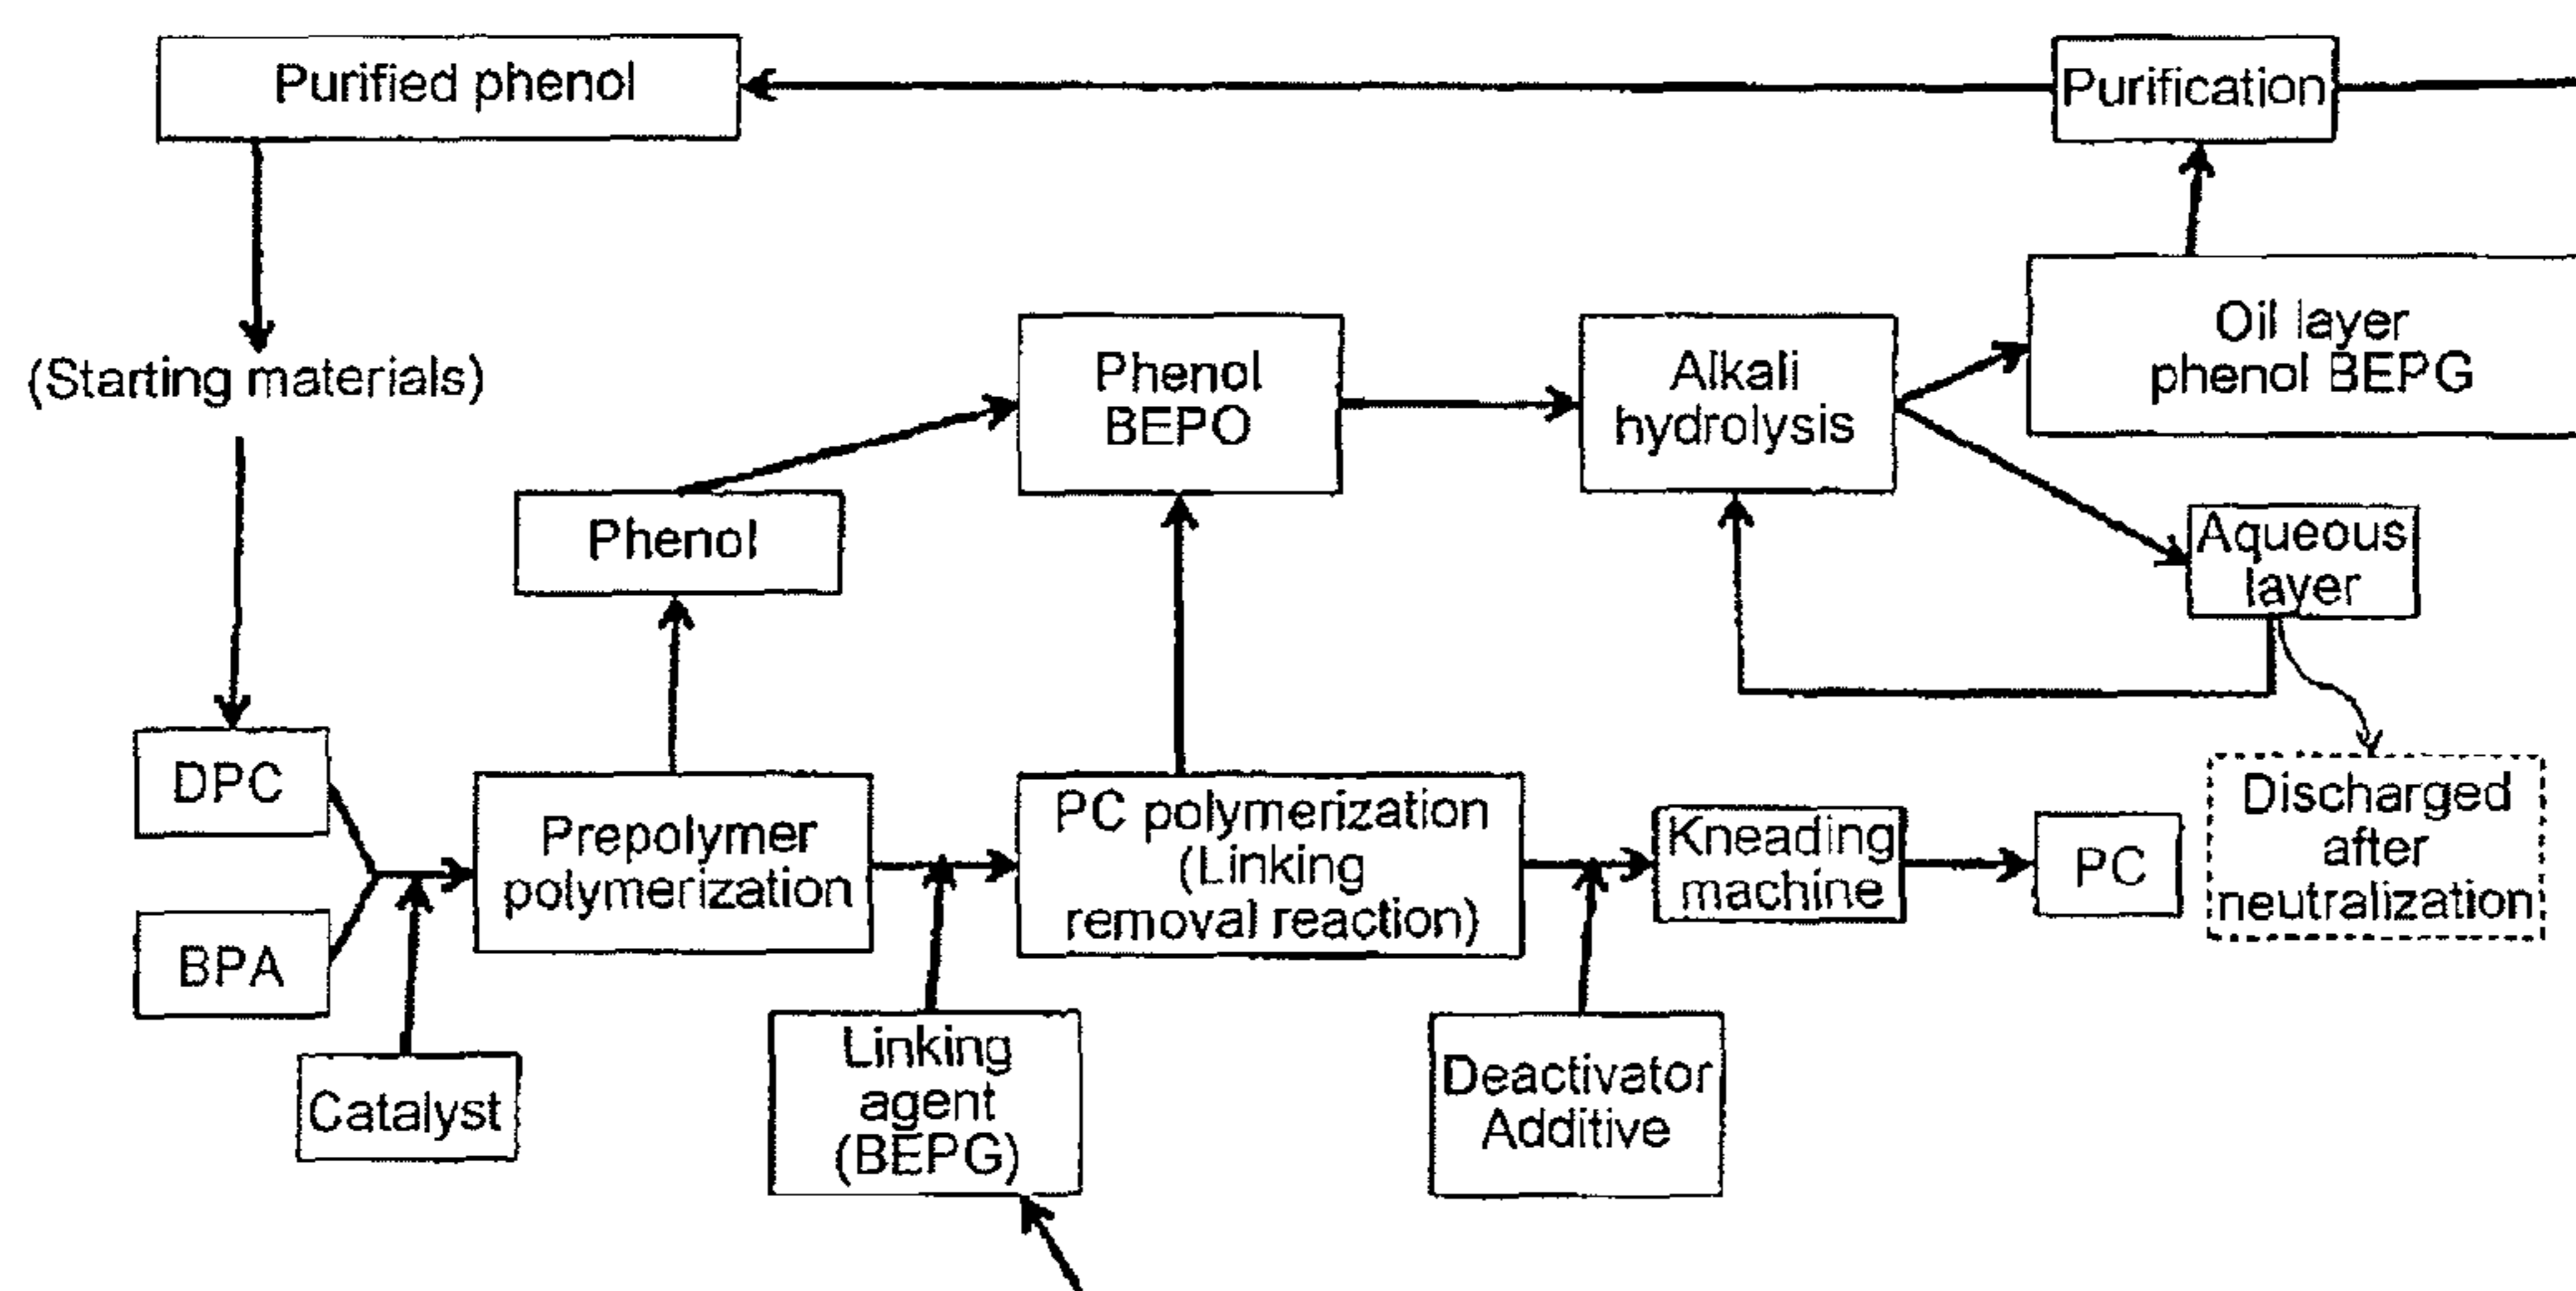 Purified phenol
Purification
(Starting materials)
Phenol
BEPO
Alkali
hydrolysis
Oil layer
phenol BEPG
Phenol
Aqueous
layer
DPC
BPA
Prepolymer
polymerization
PC polymerization
(Linking
removal reaction)
Kneading
machine
PC
Discharged
after
neutralization
Catalyst
Linking
agent
(BEPG)
Deactivator
Additive